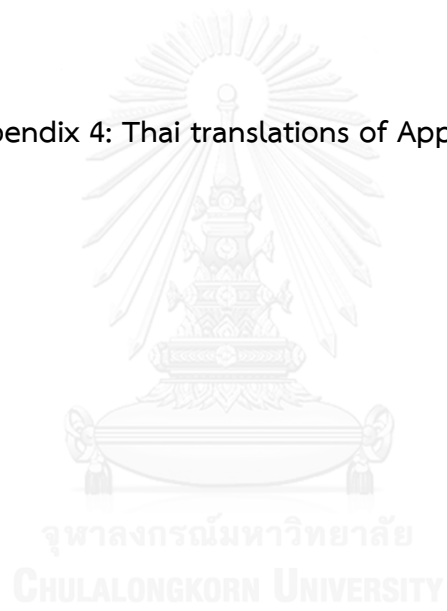 pendix 4: Thai translations of App
จุฬาลงกรณ์มหาวิทยาลัย
CHULALONGKORN UNIVERSITY